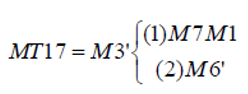 MT17 = M3' { (1)M7M1
(2)M6'